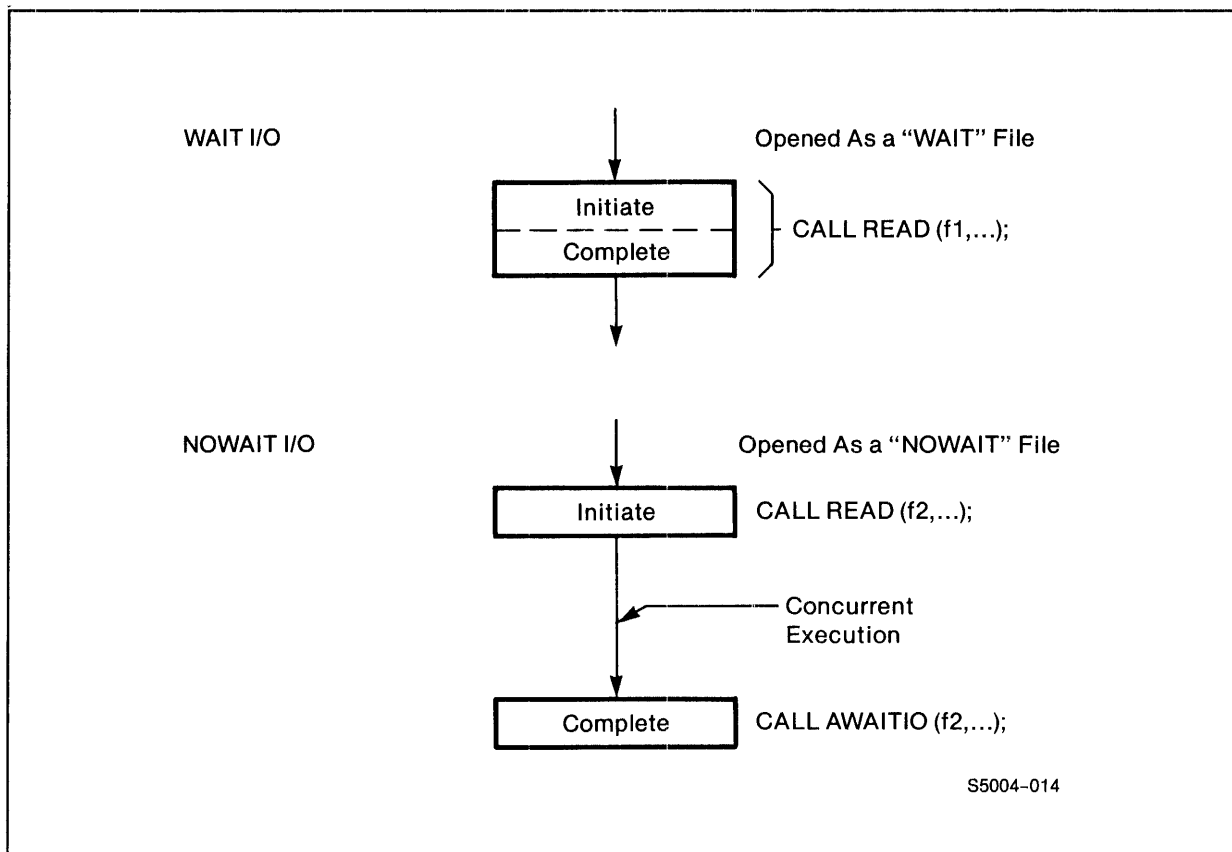 WAIT I/O
Opened As a “WAIT” File
Initiate
Complete
CALL READ (f1,...);
NOWAIT I/O
Opened As a “NOWAIT” File
Initiate
CALL READ (f2,...);
Concurrent
Execution
Complete
CALL AWAITIO (f2,...);
S5004-014